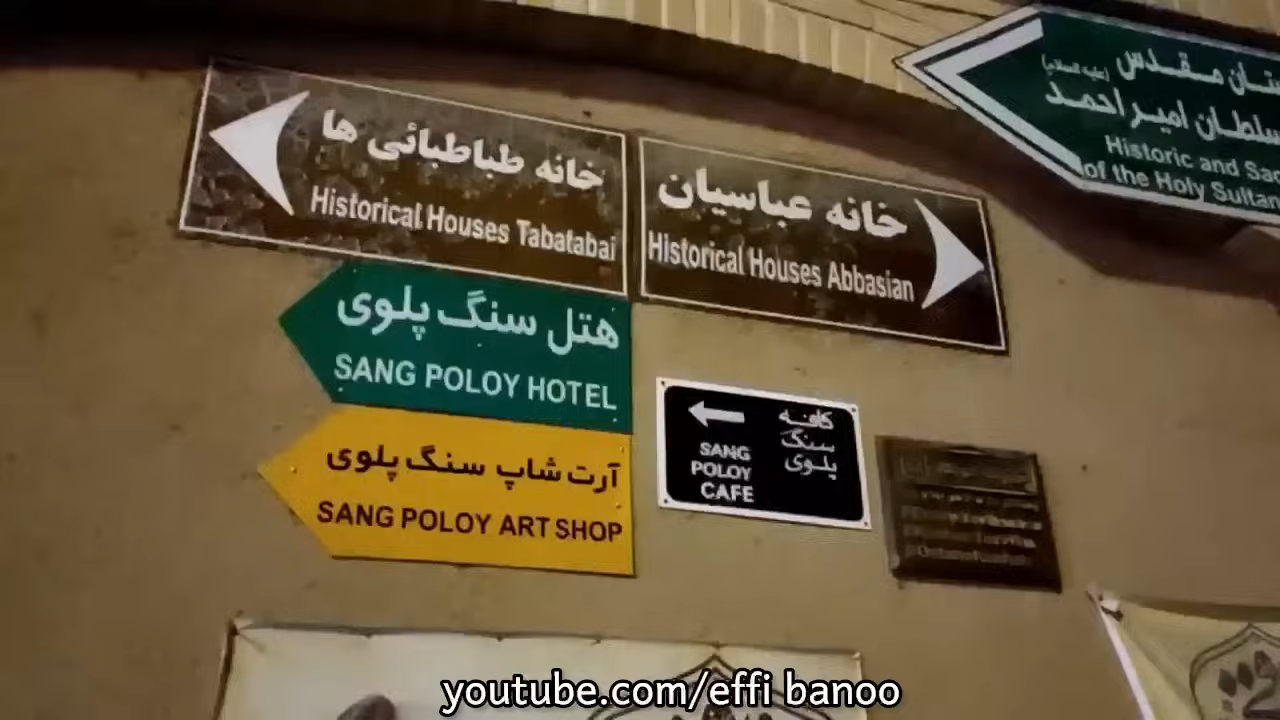 خانه طباطبائی ها
Historical Houses Tabatabai
خانه عباسیان
Historical Houses Abbasian
مقدس
سلطان امیر احمد
Historic and
of the Holy Sultan
هتل سنگ پلوی
SANG POLOY HOTEL
آرت شاپ سنگ پلوی
SANG POLOY ART SHOP
کافه
سنگ
پلوی
SANG
POLOY
CAFE
youtube.com/effi banoo